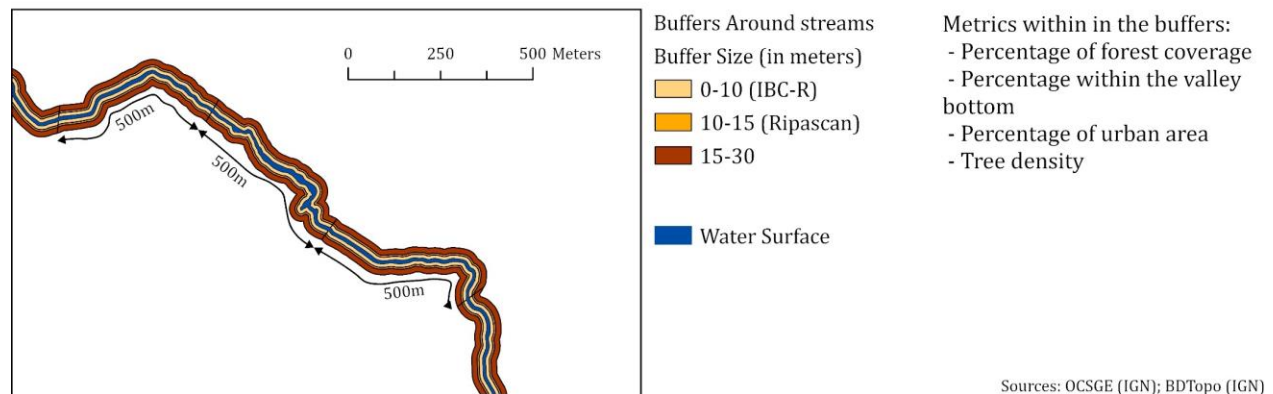 Buffers Around streams
0 250 500 Meters
Buffer Size (in meters)
0-10 (IBC-R)
10-15 (Ripascan)
15-30
Water Surface
500m
500m
500m
Metrics within in the buffers:
- Percentage of forest coverage
- Percentage within the valley
bottom
- Percentage of urban area
- Tree density
Sources: OCSGE (IGN); BDTopo (IGN)